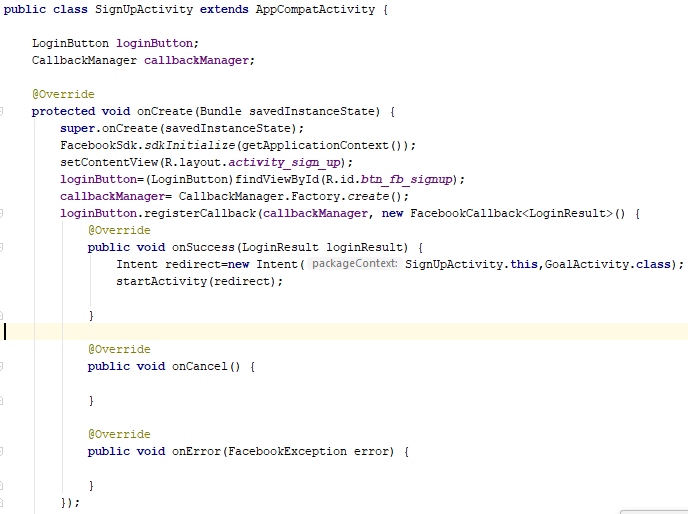 public class SignUpActivity extends AppCompatActivity {
LoginButton loginButton;
CallbackManager callbackManager;
@Override
protected void onCreate(Bundle savedInstanceState) {
super.onCreate(savedInstanceState);
FacebookSdk.sdkInitialize(getApplicationContext());
setContentView(R.layout.activity_sign_up);
loginButton=(LoginButton)findViewById(R.id.btn_fb_signup);
callbackManager= CallbackManager.Factory.create();
loginButton.registerCallback(callbackManager, new FacebookCallback<LoginResult>() {
@Override
public void onSuccess(LoginResult loginResult) {
Intent redirect=new Intent( packageContext: SignUpActivity.this,GoalActivity.class);
startActivity(redirect);
}
@Override
public void onCancel() {
}
@Override
public void onError(FacebookException error) {
}
});